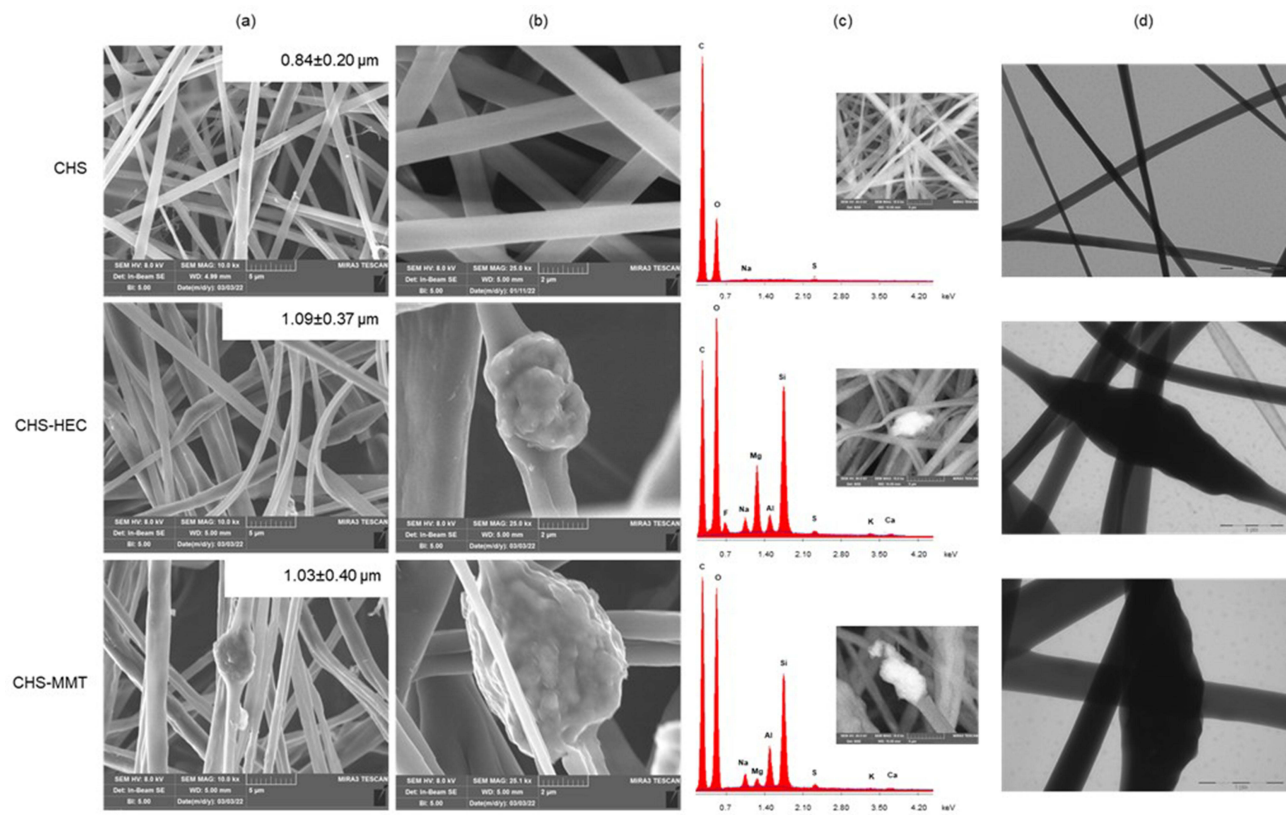 (a) (b) (c) (d)
CHS
0.84±0.20 µm
SEM HV: 8.0 kV SEM MAG: 10.0 kx MIRA3 TESCAN
Det: In-Beam SE WD: 4.99 mm 5 µm
BI: 5.00 Date(m/d/y): 03/03/22
SEM HV: 8.0 kV SEM MAG: 25.0 kx MIRA3 TESCAN
Det: In-Beam SE WD: 5.00 mm 2 µm
BI: 5.00 Date(m/d/y): 01/11/22
C
O
Na S
0.7 1.40 2.10 2.80 3.50 4.20 keV
CHS-HEC
1.09±0.37 µm
SEM HV: 8.0 kV SEM MAG: 10.0 kx MIRA3 TESCAN
Det: In-Beam SE WD: 5.00 mm 5 µm
BI: 5.00 Date(m/d/y): 03/03/22
SEM HV: 8.0 kV SEM MAG: 25.0 kx MIRA3 TESCAN
Det: In-Beam SE WD: 5.00 mm 2 µm
BI: 5.00 Date(m/d/y): 03/03/22
O
C
Si
Mg
F Na Al S K Ca
0.7 1.40 2.10 2.80 3.50 4.20 keV
CHS-MMT
1.03±0.40 µm
SEM HV: 8.0 kV SEM MAG: 10.0 kx MIRA3 TESCAN
Det: In-Beam SE WD: 5.00 mm 5 µm
BI: 5.00 Date(m/d/y): 03/03/22
SEM HV: 8.0 kV SEM MAG: 25.1 kx MIRA3 TESCAN
Det: In-Beam SE WD: 5.00 mm 2 µm
BI: 5.00 Date(m/d/y): 03/03/22
C O
Si
Al
Na Mg S K Ca
0.7 1.40 2.10 2.80 3.50 4.20 keV